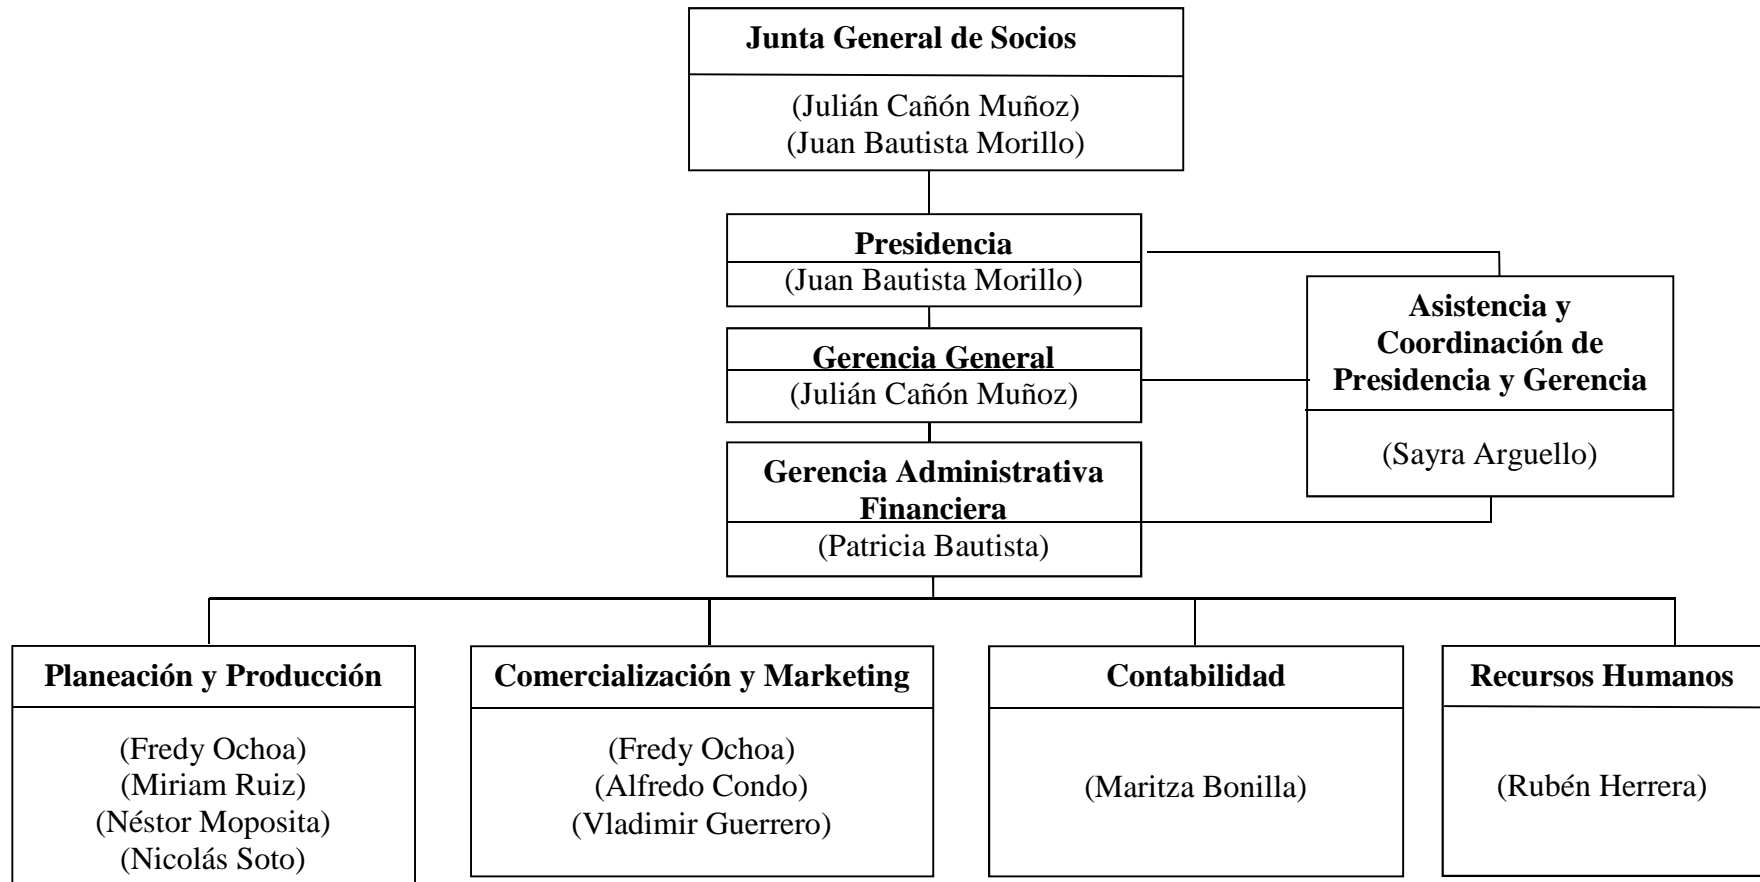 Junta General de Socios
(Julián Cañón Muñoz)
(Juan Bautista Morillo)
Presidencia
(Juan Bautista Morillo)
Asistencia y
Coordinación de
Presidencia y Gerencia
(Sayra Arguello)
Gerencia General
(Julián Cañón Muñoz)
Gerencia Administrativa
Financiera
(Patricia Bautista)
Planeación y Producción
(Fredy Ochoa)
(Miriam Ruiz)
(Néstor Moposita)
(Nicolás Soto)
Comercialización y Marketing
(Fredy Ochoa)
(Alfredo Condo)
(Vladimir Guerrero)
Contabilidad
(Maritza Bonilla)
Recursos Humanos
(Rubén Herrera)